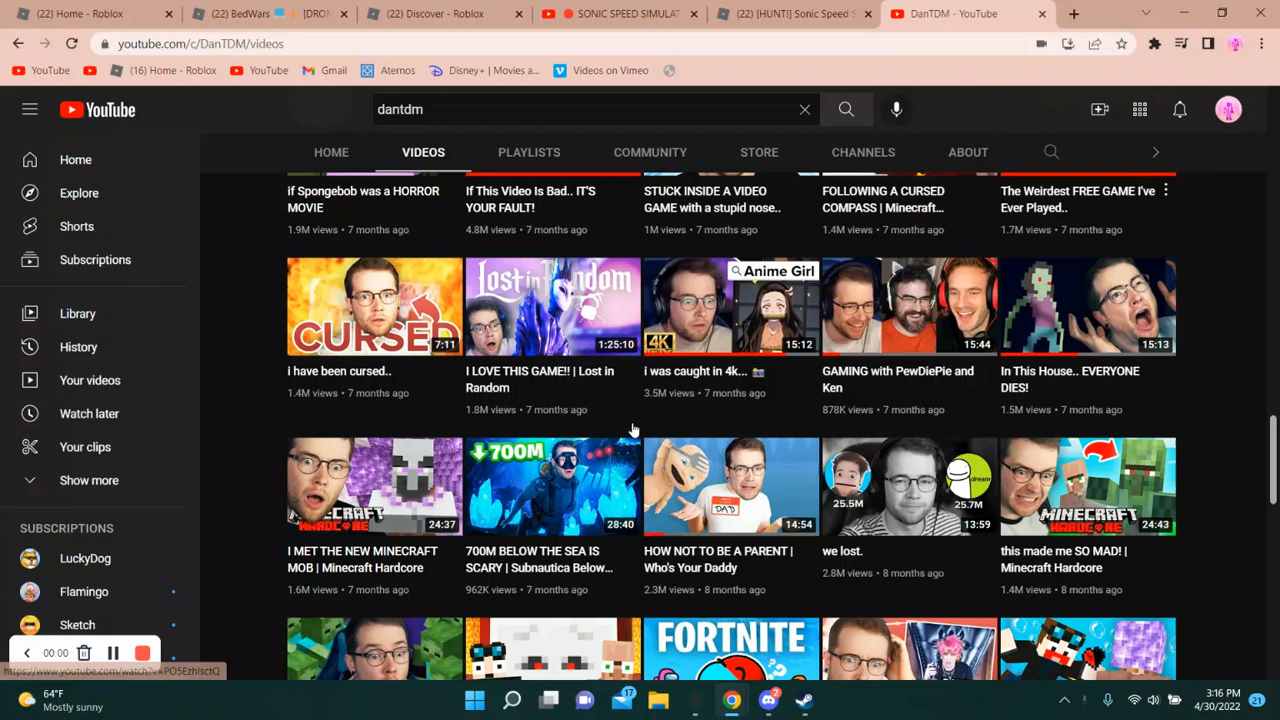 (22) Home - Roblox
(22) BedWars [DRON
(22) Discover - Roblox
SONIC SPEED SIMULAT
(22) [HUNT!] Sonic Speed S
DanTDM - YouTube
youtube.com/c/DanTDM/videos
YouTube
(16) Home - Roblox
YouTube
Gmail
Aternos
Disney+ | Movies a...
Videos on Vimeo
YouTube
dantdm
HOME
VIDEOS
PLAYLISTS
COMMUNITY
STORE
CHANNELS
ABOUT
Home
Explore
Shorts
Subscriptions
Library
History
Your videos
Watch later
Your clips
Show more
SUBSCRIPTIONS
LuckyDog
Flamingo
Sketch
if Spongebob was a HORROR
MOVIE
1.9M views • 7 months ago
If This Video Is Bad.. IT'S
YOUR FAULT!
4.8M views • 7 months ago
STUCK INSIDE A VIDEO
GAME with a stupid nose..
1M views • 7 months ago
FOLLOWING A CURSED
COMPASS | Minecraft...
1.4M views • 7 months ago
The Weirdest FREE GAME I've
Ever Played..
1.7M views • 7 months ago
CURSED
7:11
i have been cursed..
1.4M views • 7 months ago
Lost in Random
1:25:10
I LOVE THIS GAME!! | Lost in
Random
1.8M views • 7 months ago
Anime Girl
4K
15:12
i was caught in 4k... 📸
3.5M views • 7 months ago
15:44
GAMING with PewDiePie and
Ken
878K views • 7 months ago
15:13
In This House.. EVERYONE
DIES!
1.5M views • 7 months ago
MINECRAFT
HARDCORE
24:37
I MET THE NEW MINECRAFT
MOB | Minecraft Hardcore
1.6M views • 7 months ago
700M
28:40
700M BELOW THE SEA IS
SCARY | Subnautica Below...
962K views • 7 months ago
DAD
14:54
HOW NOT TO BE A PARENT |
Who's Your Daddy
2.3M views • 8 months ago
25.5M
dream
25.7M
13:59
we lost.
2.8M views • 8 months ago
MINECRAFT
HARDCORE
24:43
this made me SO MAD! |
Minecraft Hardcore
1.4M views • 8 months ago
FORTNITE
00:00
https://www.youtube.com/watch?v=PO5EzhIsctQ
64°F
Mostly sunny
17
2
3:16 PM
4/30/2022
21